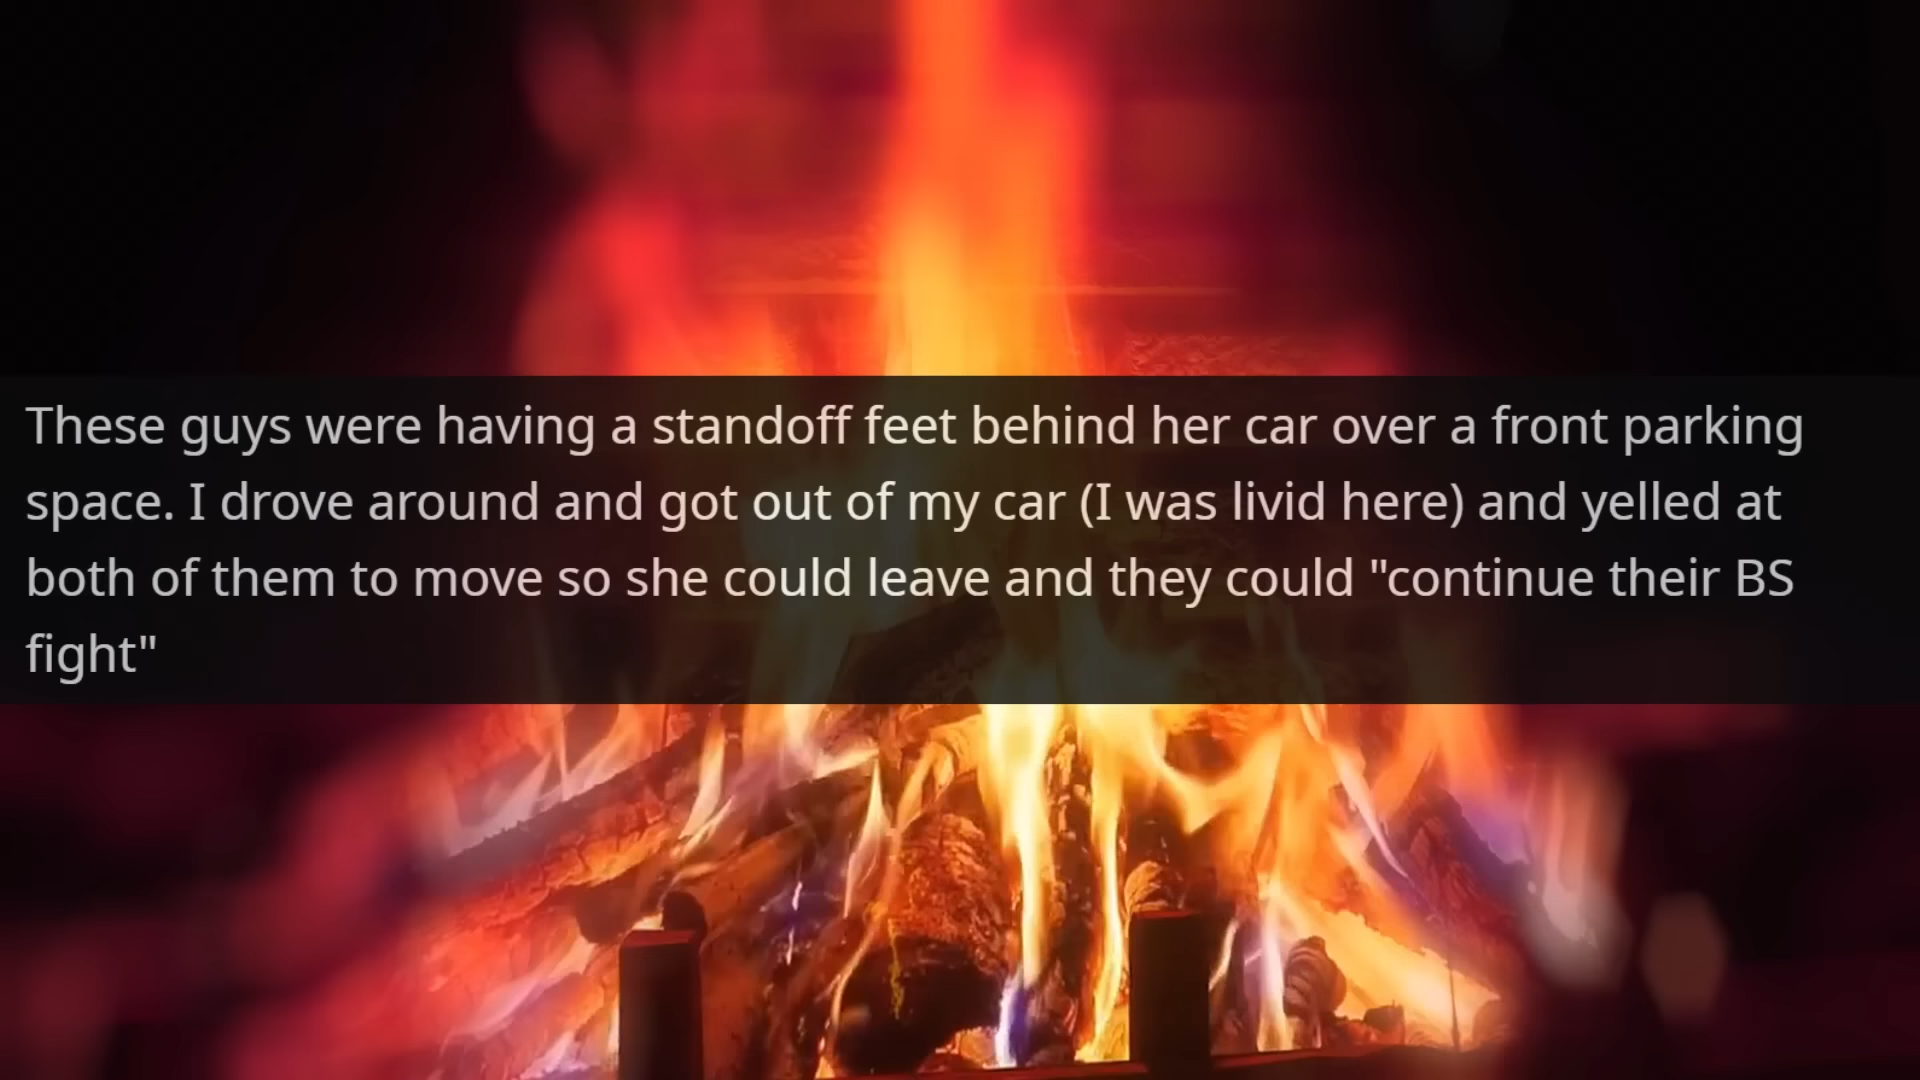 These guys were having a standoff feet behind her car over a front parking
space. I drove around and got out of my car (I was livid here) and yelled at
both of them to move so she could leave and they could "continue their BS
fight"